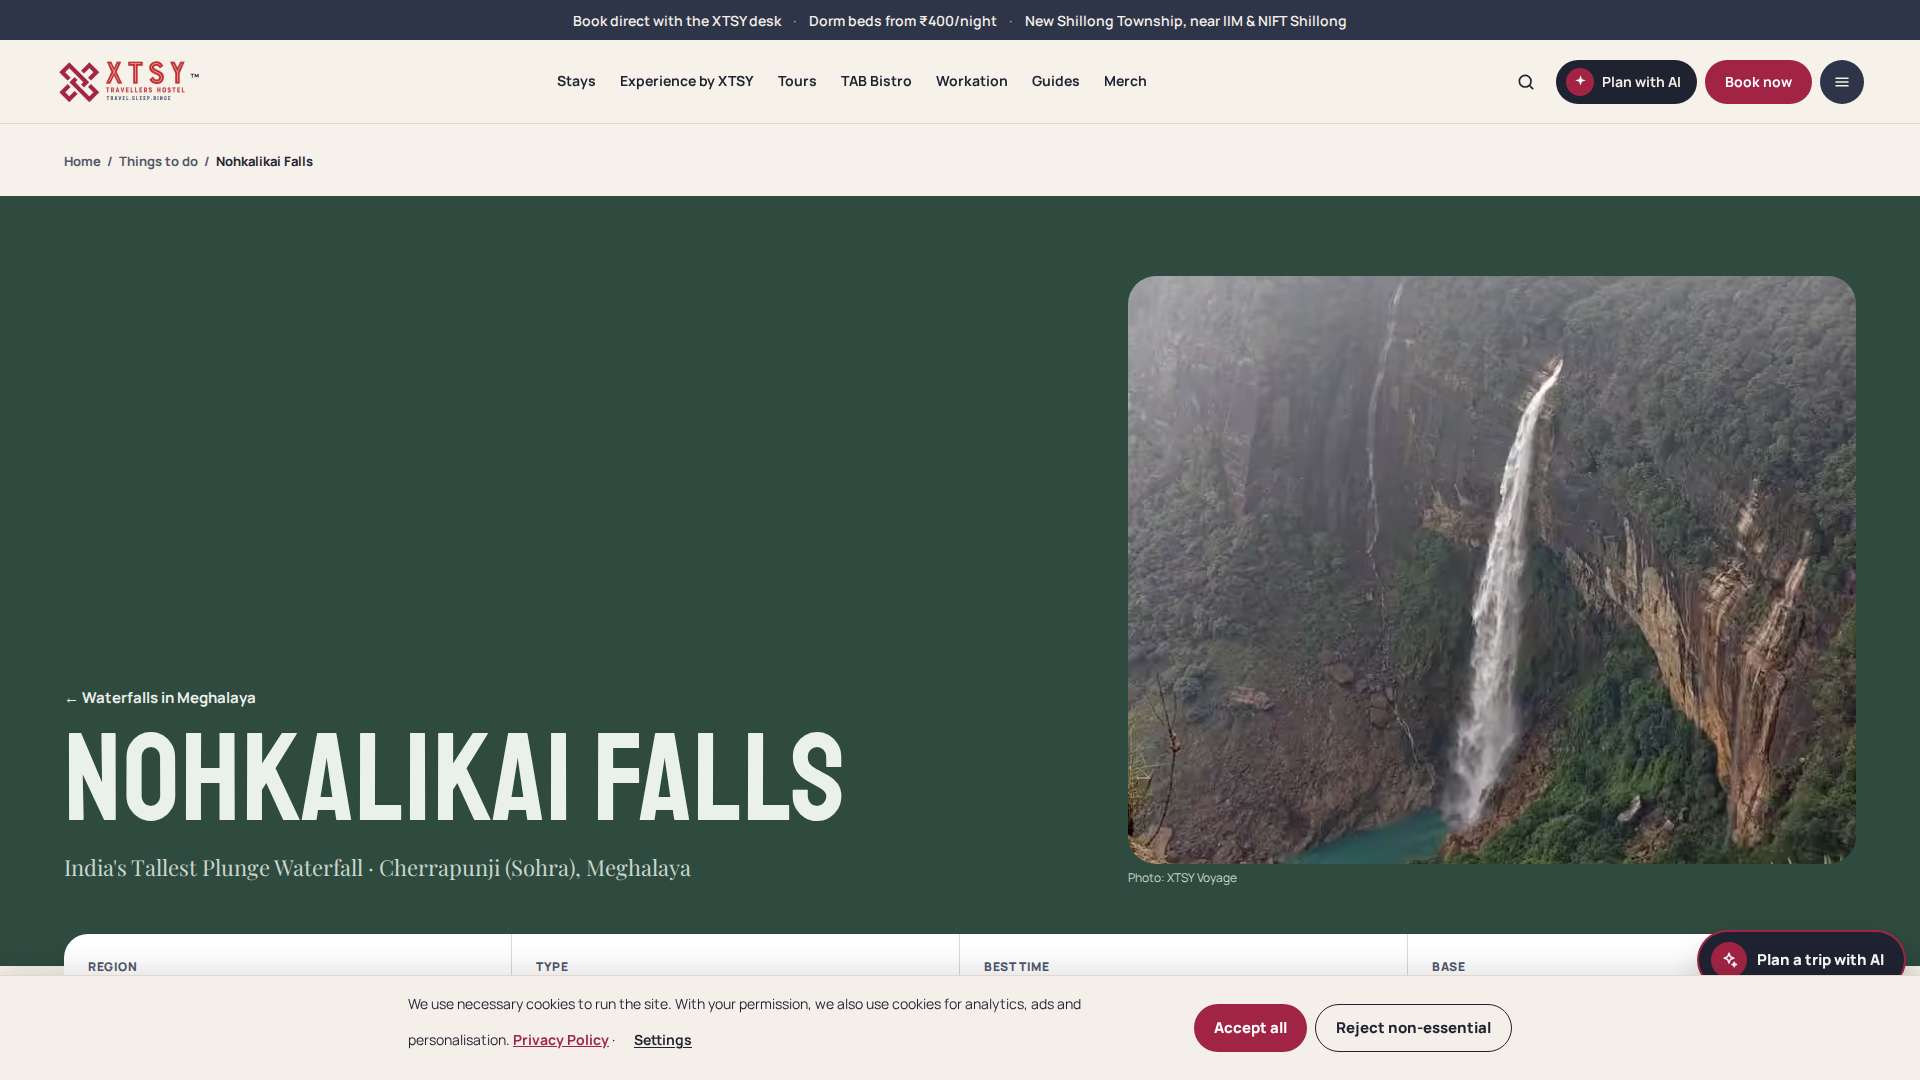 Book direct with the XTSY desk · Dorm beds from ₹400/night · New Shillong Township, near IIM & NIFT Shillong
XTSY ™
TRAVELLERS HOSTEL
TRAVEL.SLEEP.BINGE
Stays Experience by XTSY Tours TAB Bistro Workation Guides Merch
Plan with AI
Book now
Home / Things to do / Nohkalikai Falls
← Waterfalls in Meghalaya
NOHKALIKAI FALLS
India's Tallest Plunge Waterfall · Cherrapunji (Sohra), Meghalaya
Photo: XTSY Voyage
REGION TYPE BEST TIME BASE
Plan a trip with AI
We use necessary cookies to run the site. With your permission, we also use cookies for analytics, ads and
personalisation. Privacy Policy · Settings
Accept all
Reject non-essential